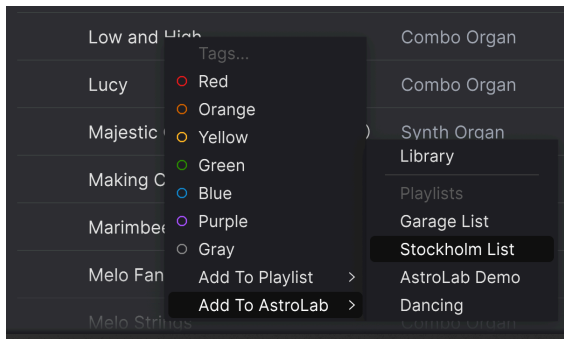 Low and High
Combo Organ
Tags...
Red
Lucy
Combo Organ
Orange
Majestic
Yellow
)
Synth Organ
Library
Green
Making C
Blue
Playlists
Marimbe
Purple
Garage List
Gray
Stockholm List
Melo Fan
Add To Playlist >
AstroLab Demo
Add To AstroLab >
Dancing
Melo Strings
Combo Organ